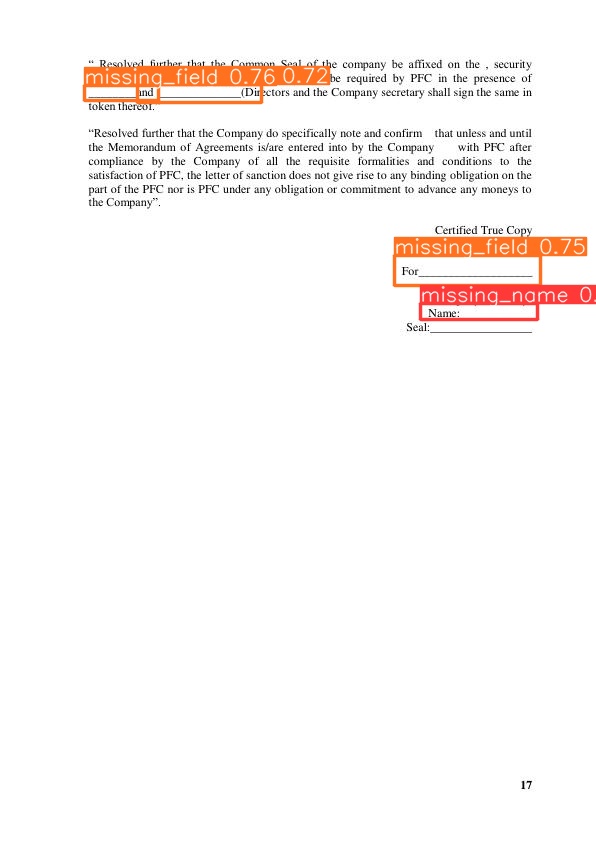 “ Resolved further that the Common Seal of the company be affixed on the , security
missing_field 0.76 0.72
be required by PFC in the presence of
________and ______________(Directors and the Company secretary shall sign the same in
token thereof.
“Resolved further that the Company do specifically note and confirm that unless and until
the Memorandum of Agreements is/are entered into by the Company with PFC after
compliance by the Company of all the requisite formalities and conditions to the
satisfaction of PFC, the letter of sanction does not give rise to any binding obligation on the
part of the PFC nor is PFC under any obligation or commitment to advance any moneys to
the Company”.
Certified True Copy
missing_field 0.75
For___________________
missing_name 0.
Name:
Seal:_________________
17